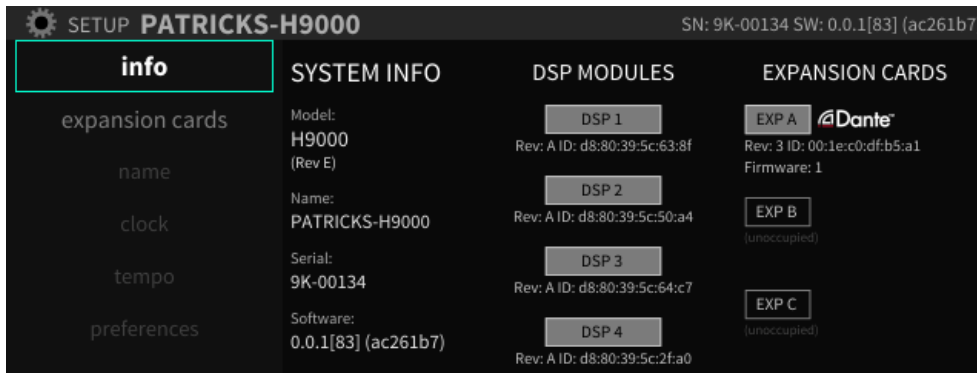 SETUP PATRICKS-H9000
SN: 9K-00134 SW: 0.0.1[83] (ac261b7
info
expansion cards
name
clock
tempo
preferences
SYSTEM INFO
Model:
H9000
(Rev E)
Name:
PATRICKS-H9000
Serial:
9K-00134
Software:
0.0.1[83] (ac261b7)
DSP MODULES
DSP 1
Rev: A ID: d8:80:39:5c:63:8f
DSP 2
Rev: A ID: d8:80:39:5c:50:a4
DSP 3
Rev: A ID: d8:80:39:5c:64:c7
DSP 4
Rev: A ID: d8:80:39:5c:2f:a0
EXPANSION CARDS
EXP A Dante™
Rev: 3 ID: 00:1e:c0:df:b5:a1
Firmware: 1
EXP B
(unoccupied)
EXP C
(unoccupied)